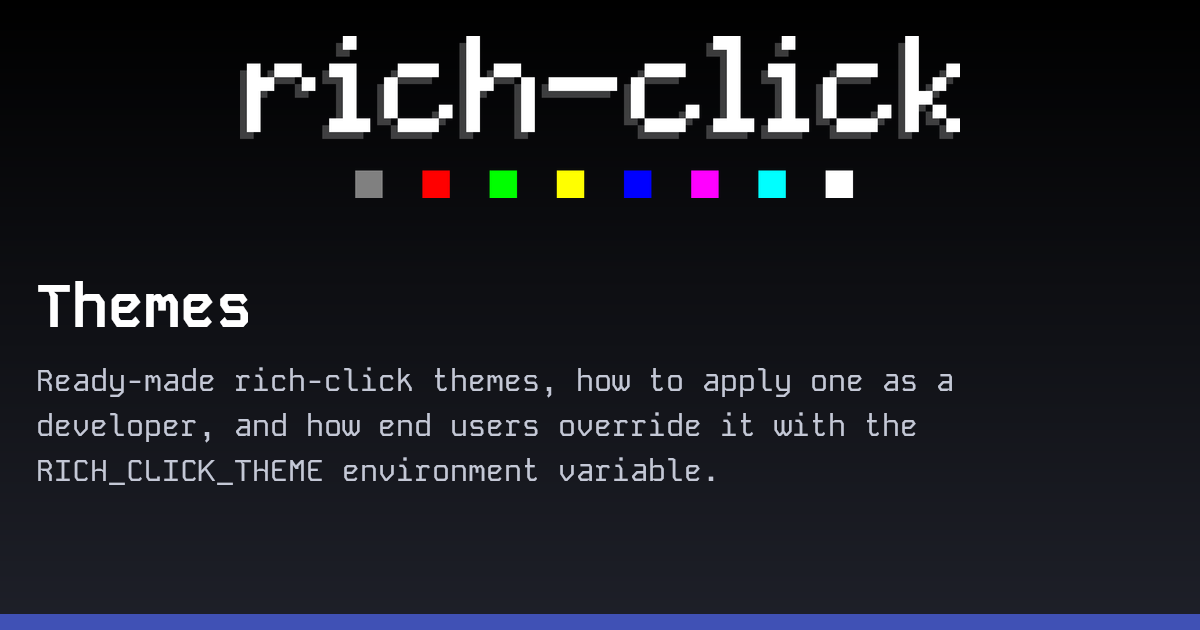 rich-click
Themes
Ready-made rich-click themes, how to apply one as a
developer, and how end users override it with the
RICH_CLICK_THEME environment variable.